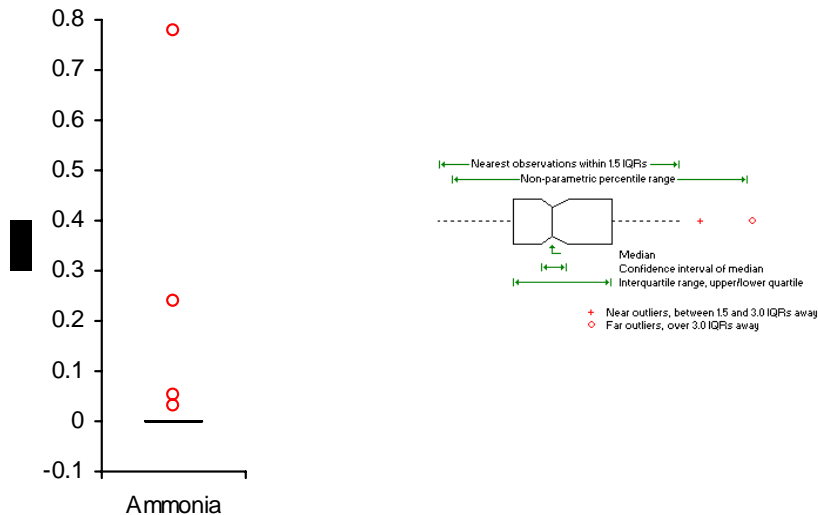 0.8
0.7
0.6
0.5
0.4
0.3
0.2
0.1
0
-0.1
Ammonia
Nearest observations within 1.5 IQRs
Non-parametric percentile range
Median
Confidence interval of median
Interquartile range, upper/lower quartile
+ Near outliers, between 1.5 and 3.0 IQRs away
Far outliers, over 3.0 IQRs away